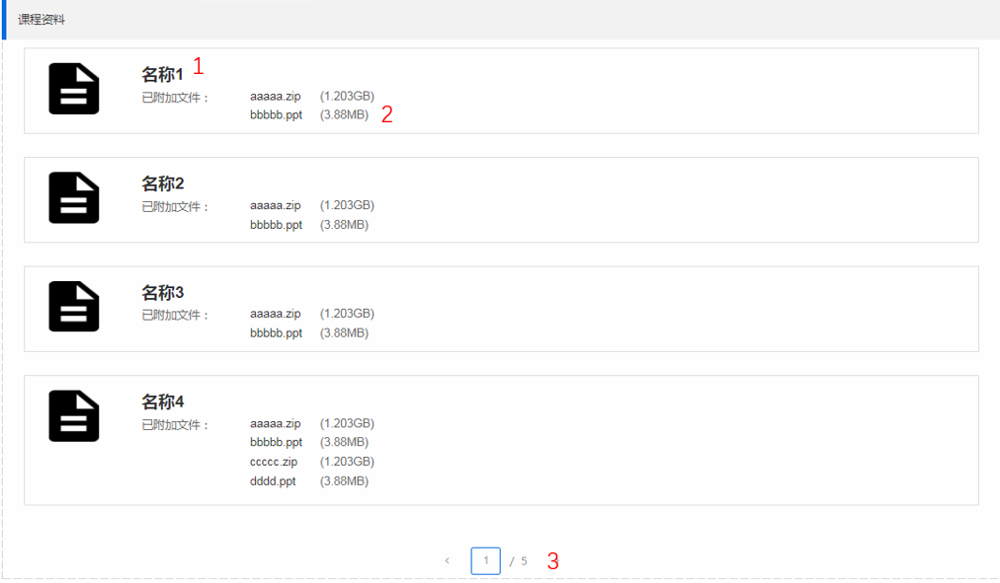 课程资料
名称1 1
已附加文件： aaaaa.zip (1.203GB)
bbbbb.ppt (3.88MB) 2
名称2
已附加文件： aaaaa.zip (1.203GB)
bbbbb.ppt (3.88MB)
名称3
已附加文件： aaaaa.zip (1.203GB)
bbbbb.ppt (3.88MB)
名称4
已附加文件： aaaaa.zip (1.203GB)
bbbbb.ppt (3.88MB)
ccccc.zip (1.203GB)
dddd.ppt (3.88MB)
< 1 / 5 3